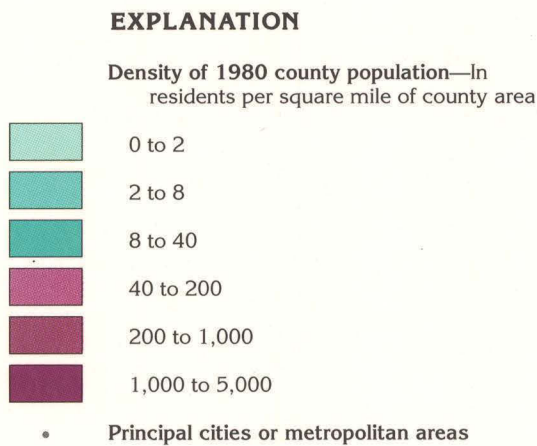 EXPLANATION
Density of 1980 county population—In
residents per square mile of county area
0 to 2
2 to 8
8 to 40
40 to 200
200 to 1,000
1,000 to 5,000
Principal cities or metropolitan areas